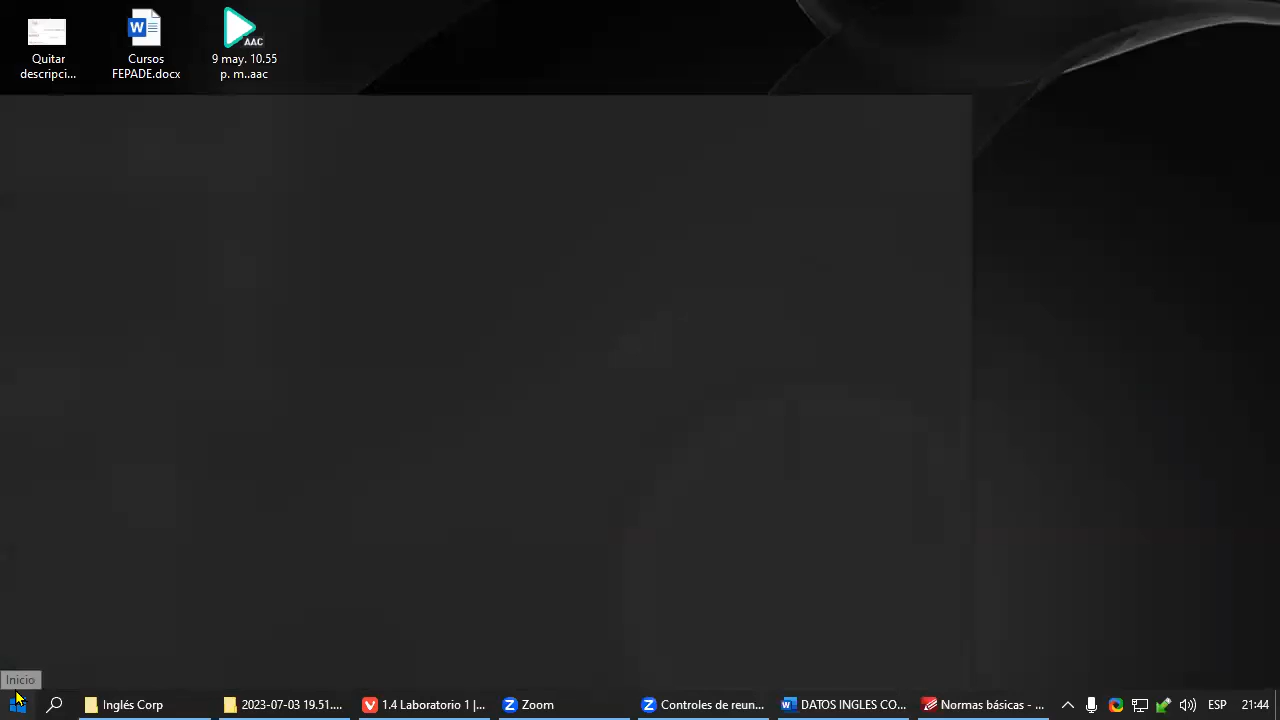 Quitar
descripci...
Cursos
FEPADE.docx
AAC
9 may. 10.55
p. m..aac
Inicio
Inglés Corp
2023-07-03 19.51....
1.4 Laboratorio 1 |...
Zoom
Controles de reun...
DATOS INGLES CO...
Normas básicas - ...
ESP
21:44